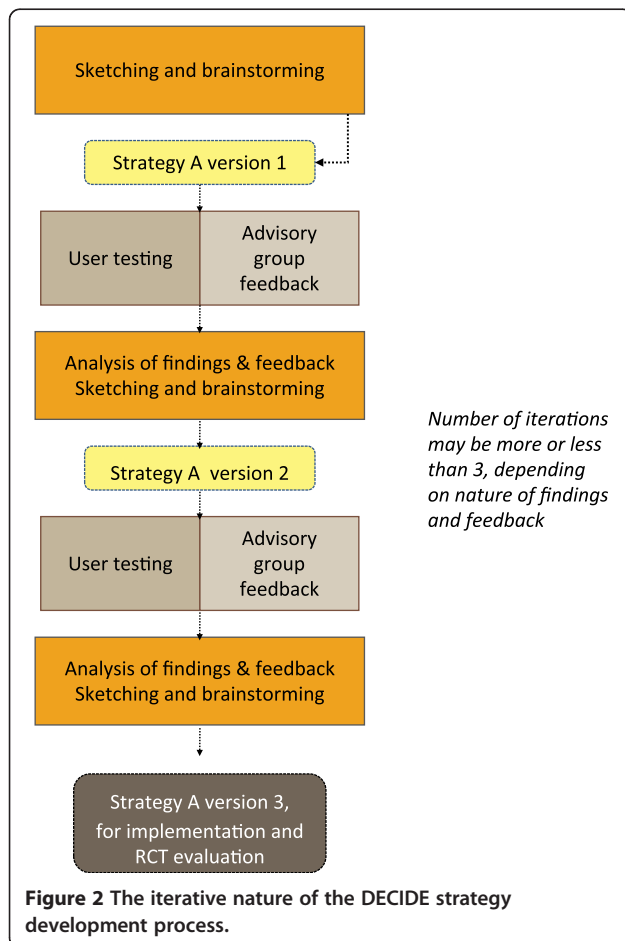 Sketching and brainstorming
Strategy A version 1
User testing
Advisory
group
feedback
Analysis of findings & feedback
Sketching and brainstorming
Number of iterations
may be more or less
than 3, depending
on nature of findings
and feedback
Strategy A version 2
User testing
Advisory
group
feedback
Analysis of findings & feedback
Sketching and brainstorming
Strategy A version 3,
for implementation and
RCT evaluation
Figure 2 The iterative nature of the DECIDE strategy
development process.